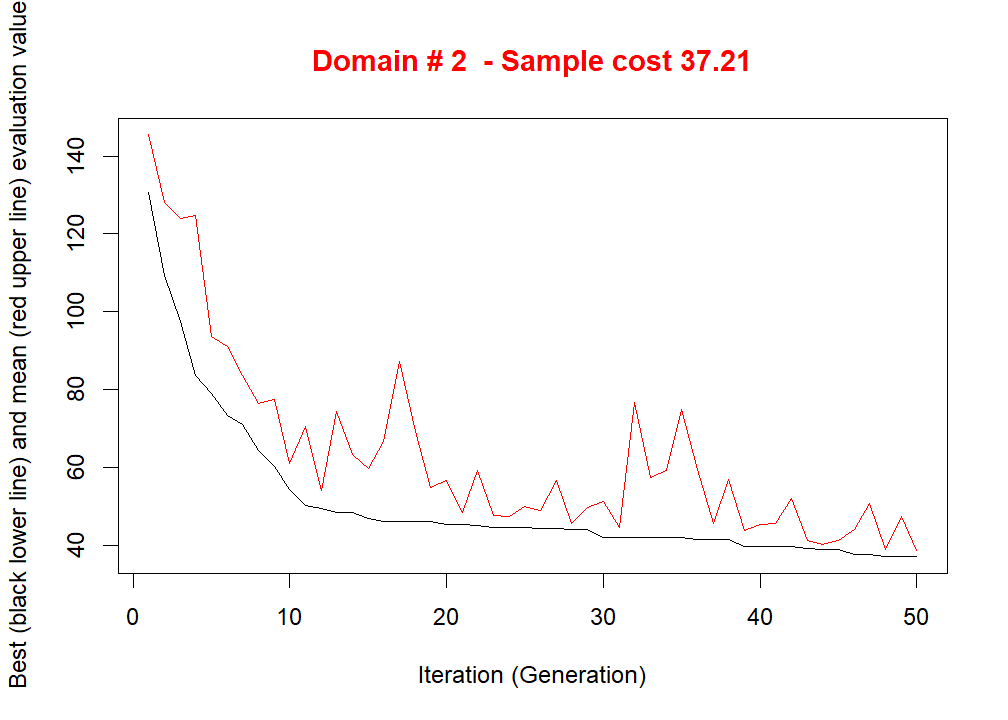 Domain # 2  - Sample cost 37.21
Best (black lower line) and mean (red upper line) evaluation value
140
120
100
80
60
40
0 10 20 30 40 50
Iteration (Generation)